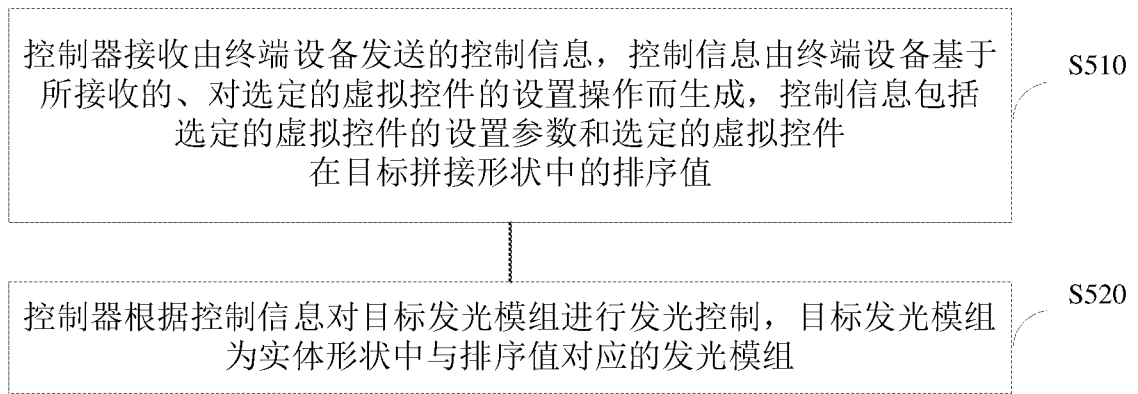 控制器接收由终端设备发送的控制信息，控制信息由终端设备基于
所接收的、对选定的虚拟控件的设置操作而生成，控制信息包括
选定的虚拟控件的设置参数和选定的虚拟控件
在目标拼接形状中的排序值
S510
控制器根据控制信息对目标发光模组进行发光控制，目标发光模组
为实体形状中与排序值对应的发光模组
S520